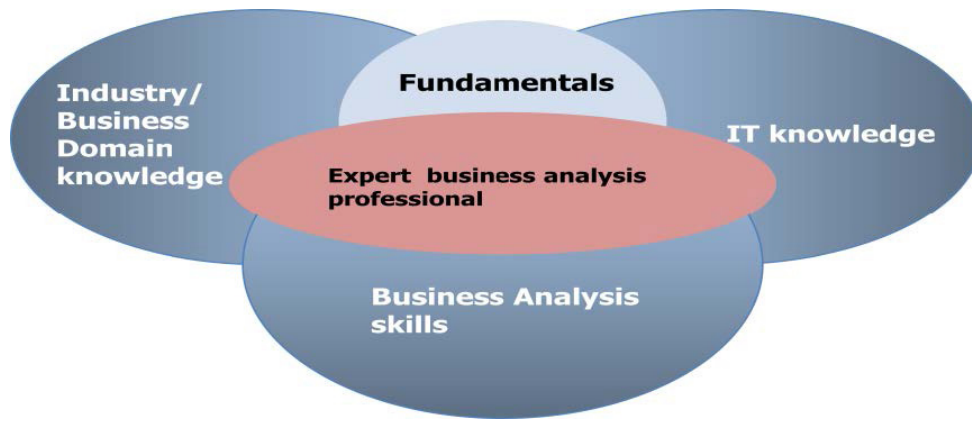 Fundamentals
Industry/
Business
Domain
knowledge
IT knowledge
Expert business analysis
professional
Business Analysis
skills